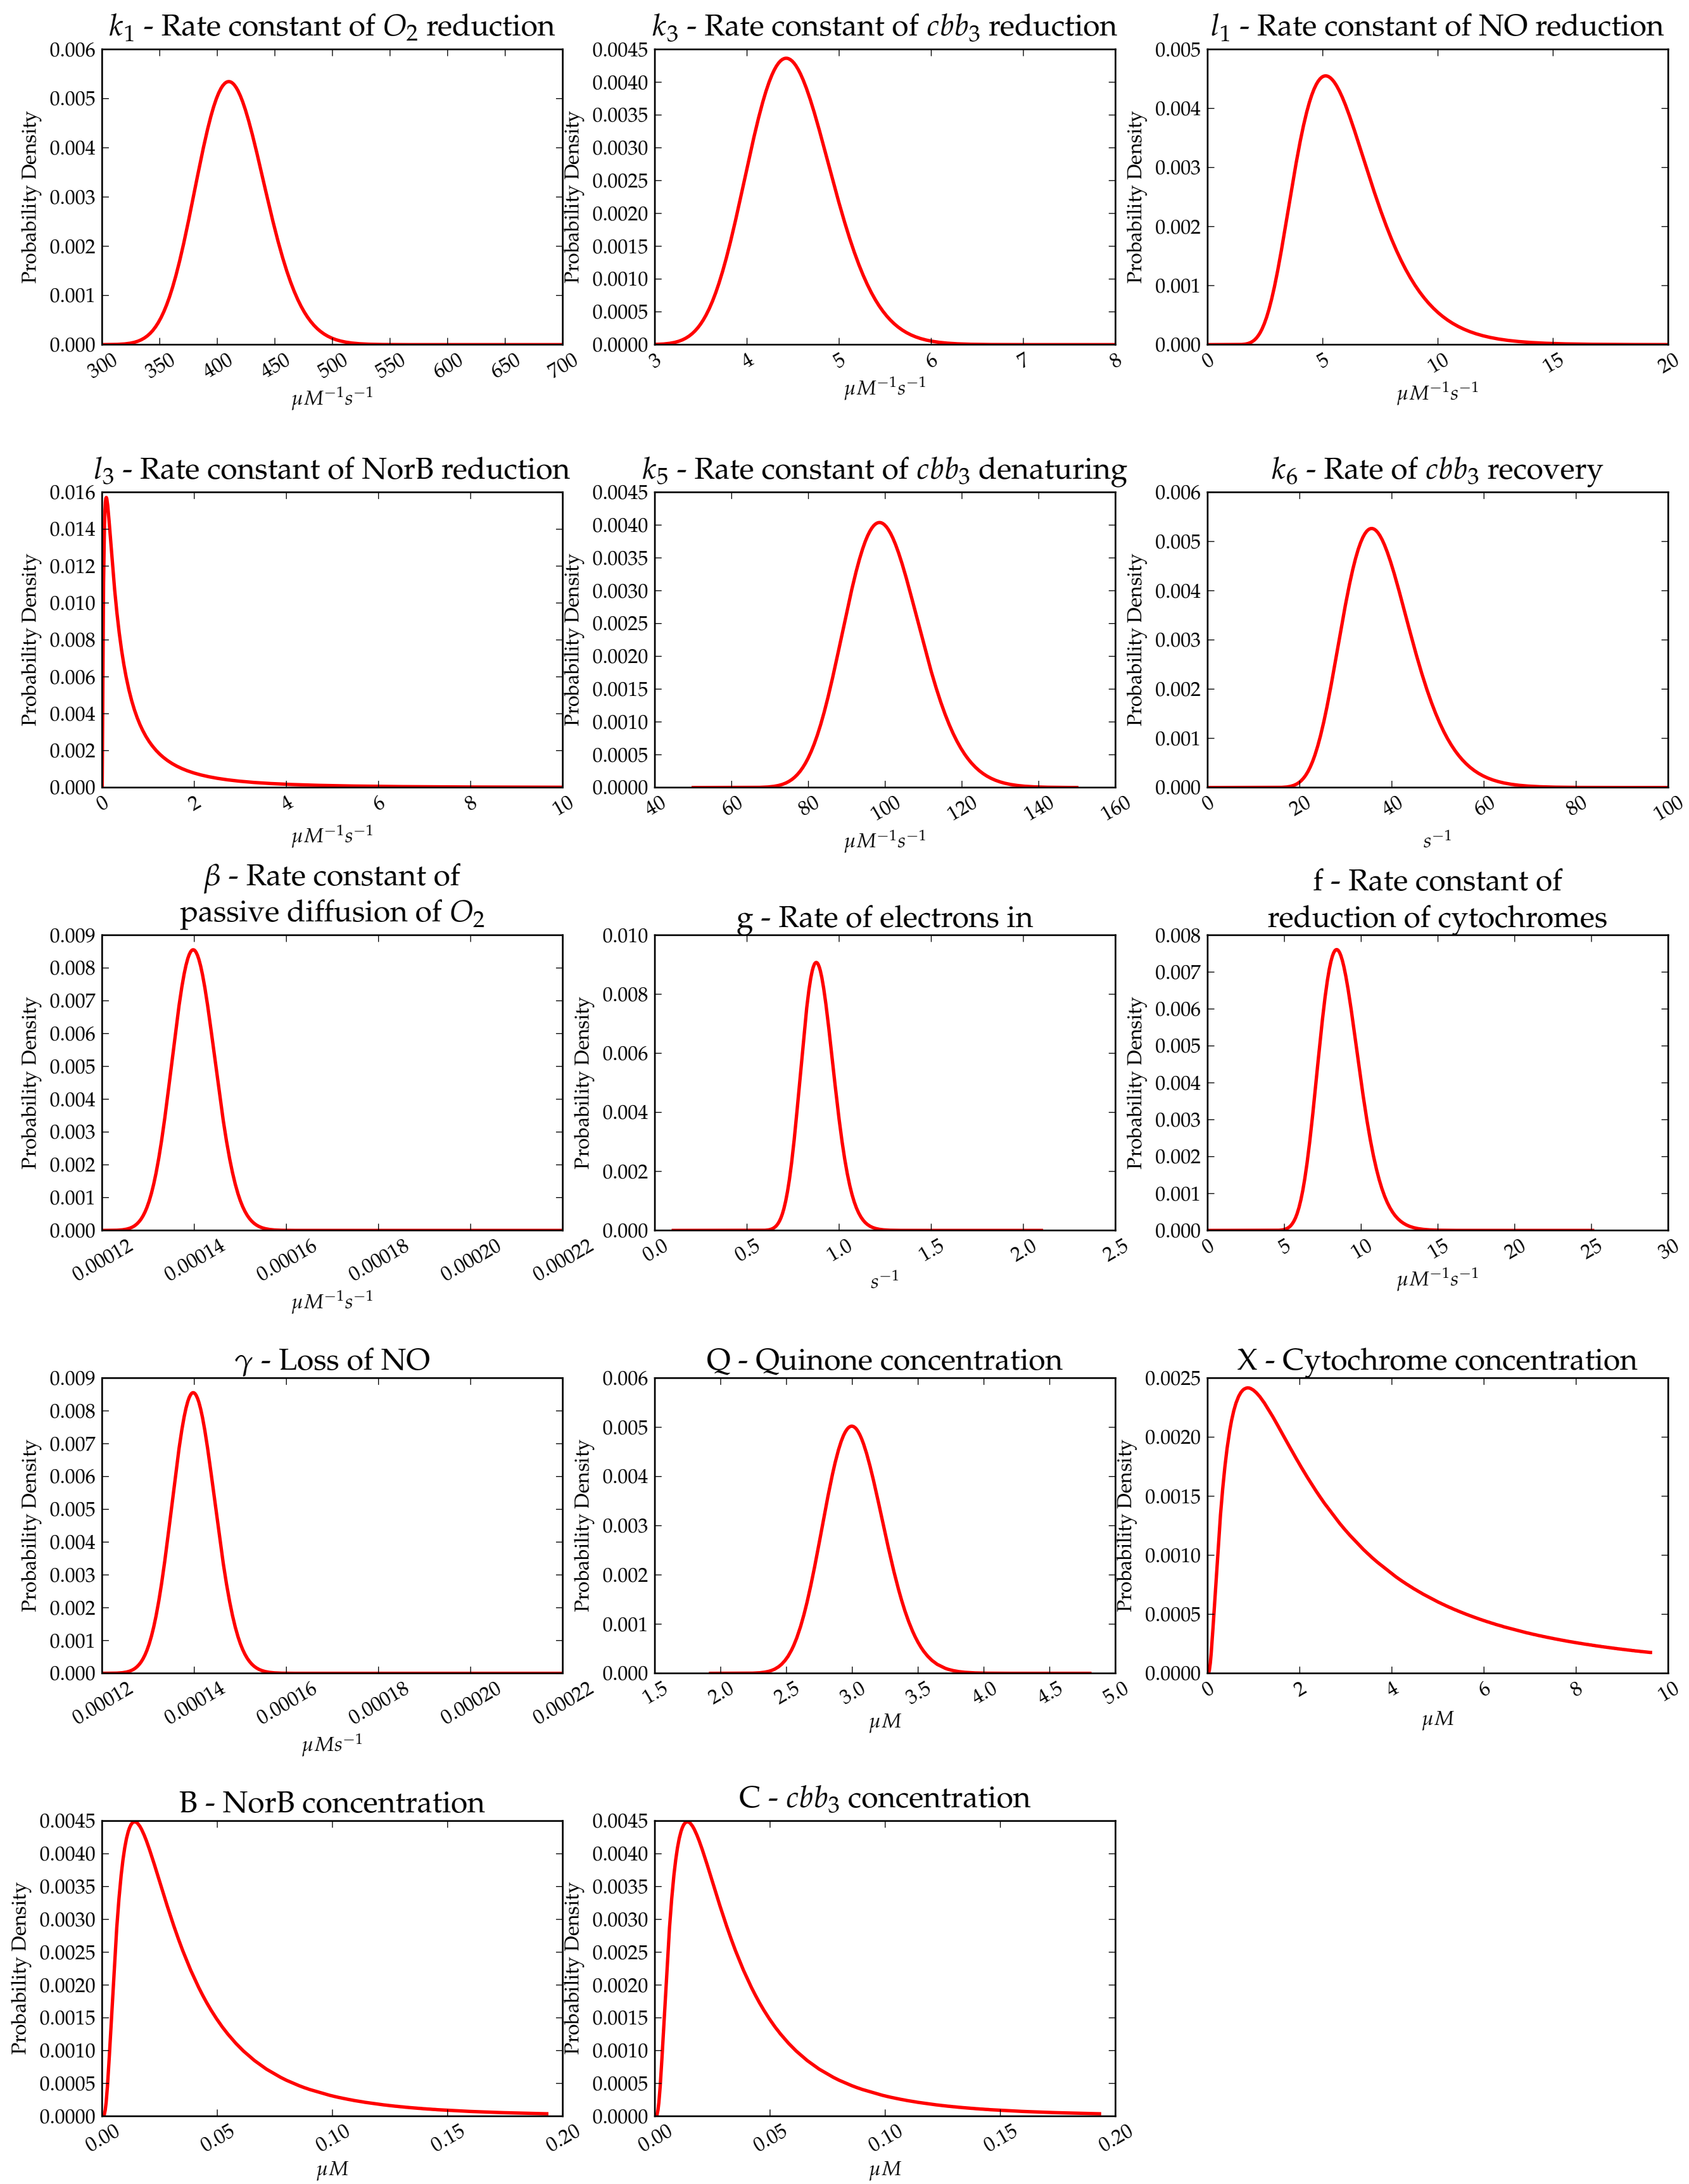 k₁ - Rate constant of O₂ reduction
Probability Density
0.006
0.005
0.004
0.003
0.002
0.001
0.000
300 350 400 450 500 550 600 650 700
μM⁻¹s⁻¹
k₃ - Rate constant of cbb₃ reduction
Probability Density
0.0045
0.0040
0.0035
0.0030
0.0025
0.0020
0.0015
0.0010
0.0005
0.0000
3 4 5 6 7 8
μM⁻¹s⁻¹
l₁ - Rate constant of NO reduction
Probability Density
0.005
0.004
0.003
0.002
0.001
0.000
0 5 10 15 20
μM⁻¹s⁻¹
l₃ - Rate constant of NorB reduction
Probability Density
0.016
0.014
0.012
0.010
0.008
0.006
0.004
0.002
0.000
0 2 4 6 8 10
μM⁻¹s⁻¹
k₅ - Rate constant of cbb₃ denaturing
Probability Density
0.0045
0.0040
0.0035
0.0030
0.0025
0.0020
0.0015
0.0010
0.0005
0.0000
40 60 80 100 120 140 160
μM⁻¹s⁻¹
k₆ - Rate of cbb₃ recovery
Probability Density
0.006
0.005
0.004
0.003
0.002
0.001
0.000
0 20 40 60 80 100
s⁻¹
β - Rate constant of
passive diffusion of O₂
Probability Density
0.009
0.008
0.007
0.006
0.005
0.004
0.003
0.002
0.001
0.000
0.00012 0.00014 0.00016 0.00018 0.00020 0.00022
μM⁻¹s⁻¹
g - Rate of electrons in
Probability Density
0.010
0.008
0.006
0.004
0.002
0.000
0.0 0.5 1.0 1.5 2.0 2.5
s⁻¹
f - Rate constant of
reduction of cytochromes
Probability Density
0.008
0.007
0.006
0.005
0.004
0.003
0.002
0.001
0.000
0 5 10 15 20 25 30
μM⁻¹s⁻¹
γ - Loss of NO
Probability Density
0.009
0.008
0.007
0.006
0.005
0.004
0.003
0.002
0.001
0.000
0.00012 0.00014 0.00016 0.00018 0.00020 0.00022
μMs⁻¹
Q - Quinone concentration
Probability Density
0.006
0.005
0.004
0.003
0.002
0.001
0.000
1.5 2.0 2.5 3.0 3.5 4.0 4.5 5.0
μM
X - Cytochrome concentration
Probability Density
0.0025
0.0020
0.0015
0.0010
0.0005
0.0000
0 2 4 6 8 10
μM
B - NorB concentration
Probability Density
0.0045
0.0040
0.0035
0.0030
0.0025
0.0020
0.0015
0.0010
0.0005
0.0000
0.00 0.05 0.10 0.15 0.20
μM
C - cbb₃ concentration
Probability Density
0.0045
0.0040
0.0035
0.0030
0.0025
0.0020
0.0015
0.0010
0.0005
0.0000
0.00 0.05 0.10 0.15 0.20
μM